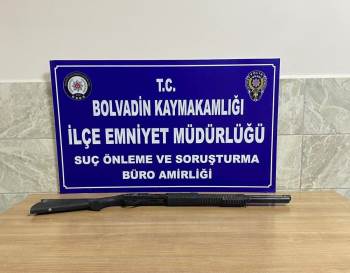 T.C.
BOLVADİN KAYMAKAMLIĞI
İLÇE EMNİYET MÜDÜRLÜĞÜ
SUÇ ÖNLEME VE SORUŞTURMA
BÜRO AMİRLİĞİ